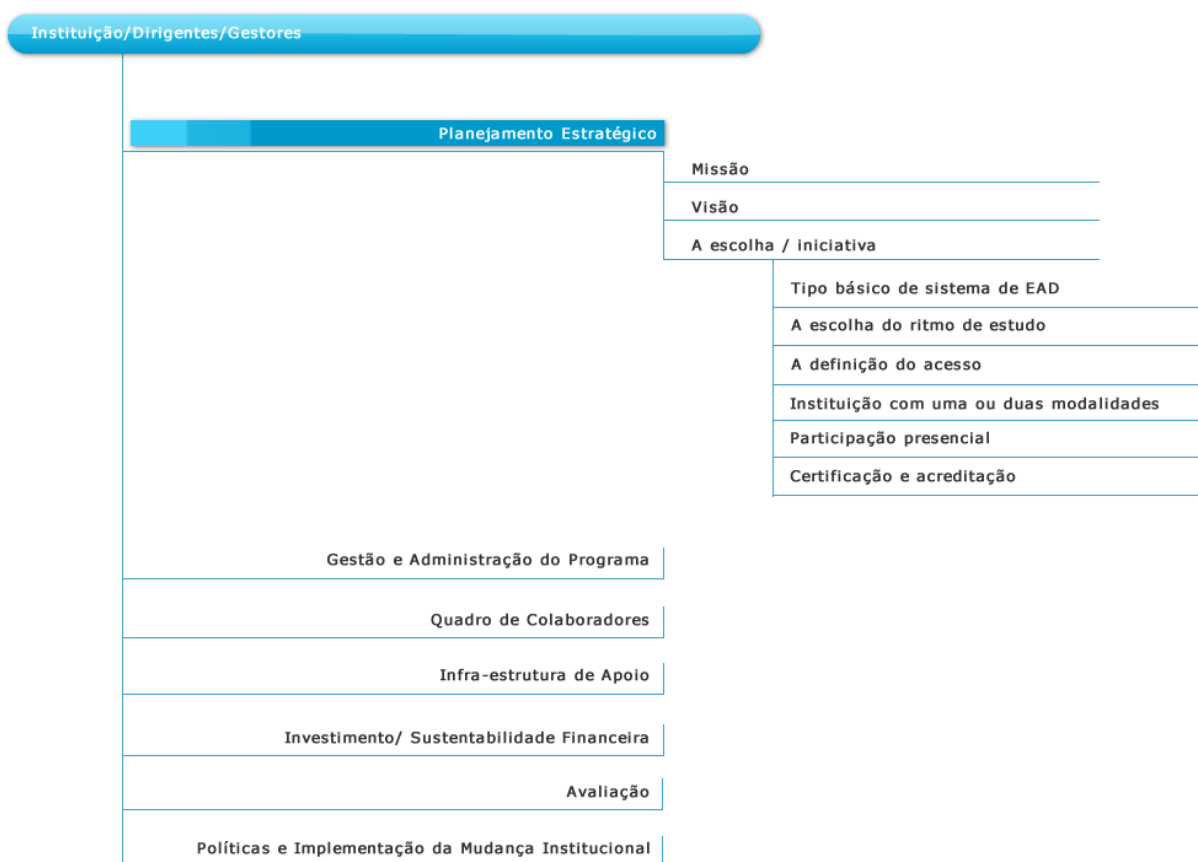 Instituição/Dirigentes/Gestores
Planejamento Estratégico
Missão
Visão
A escolha / iniciativa
Tipo básico de sistema de EAD
A escolha do ritmo de estudo
A definição do acesso
Instituição com uma ou duas modalidades
Participação presencial
Certificação e acreditação
Gestão e Administração do Programa
Quadro de Colaboradores
Infra-estrutura de Apoio
Investimento/ Sustentabilidade Financeira
Avaliação
Políticas e Implementação da Mudança Institucional